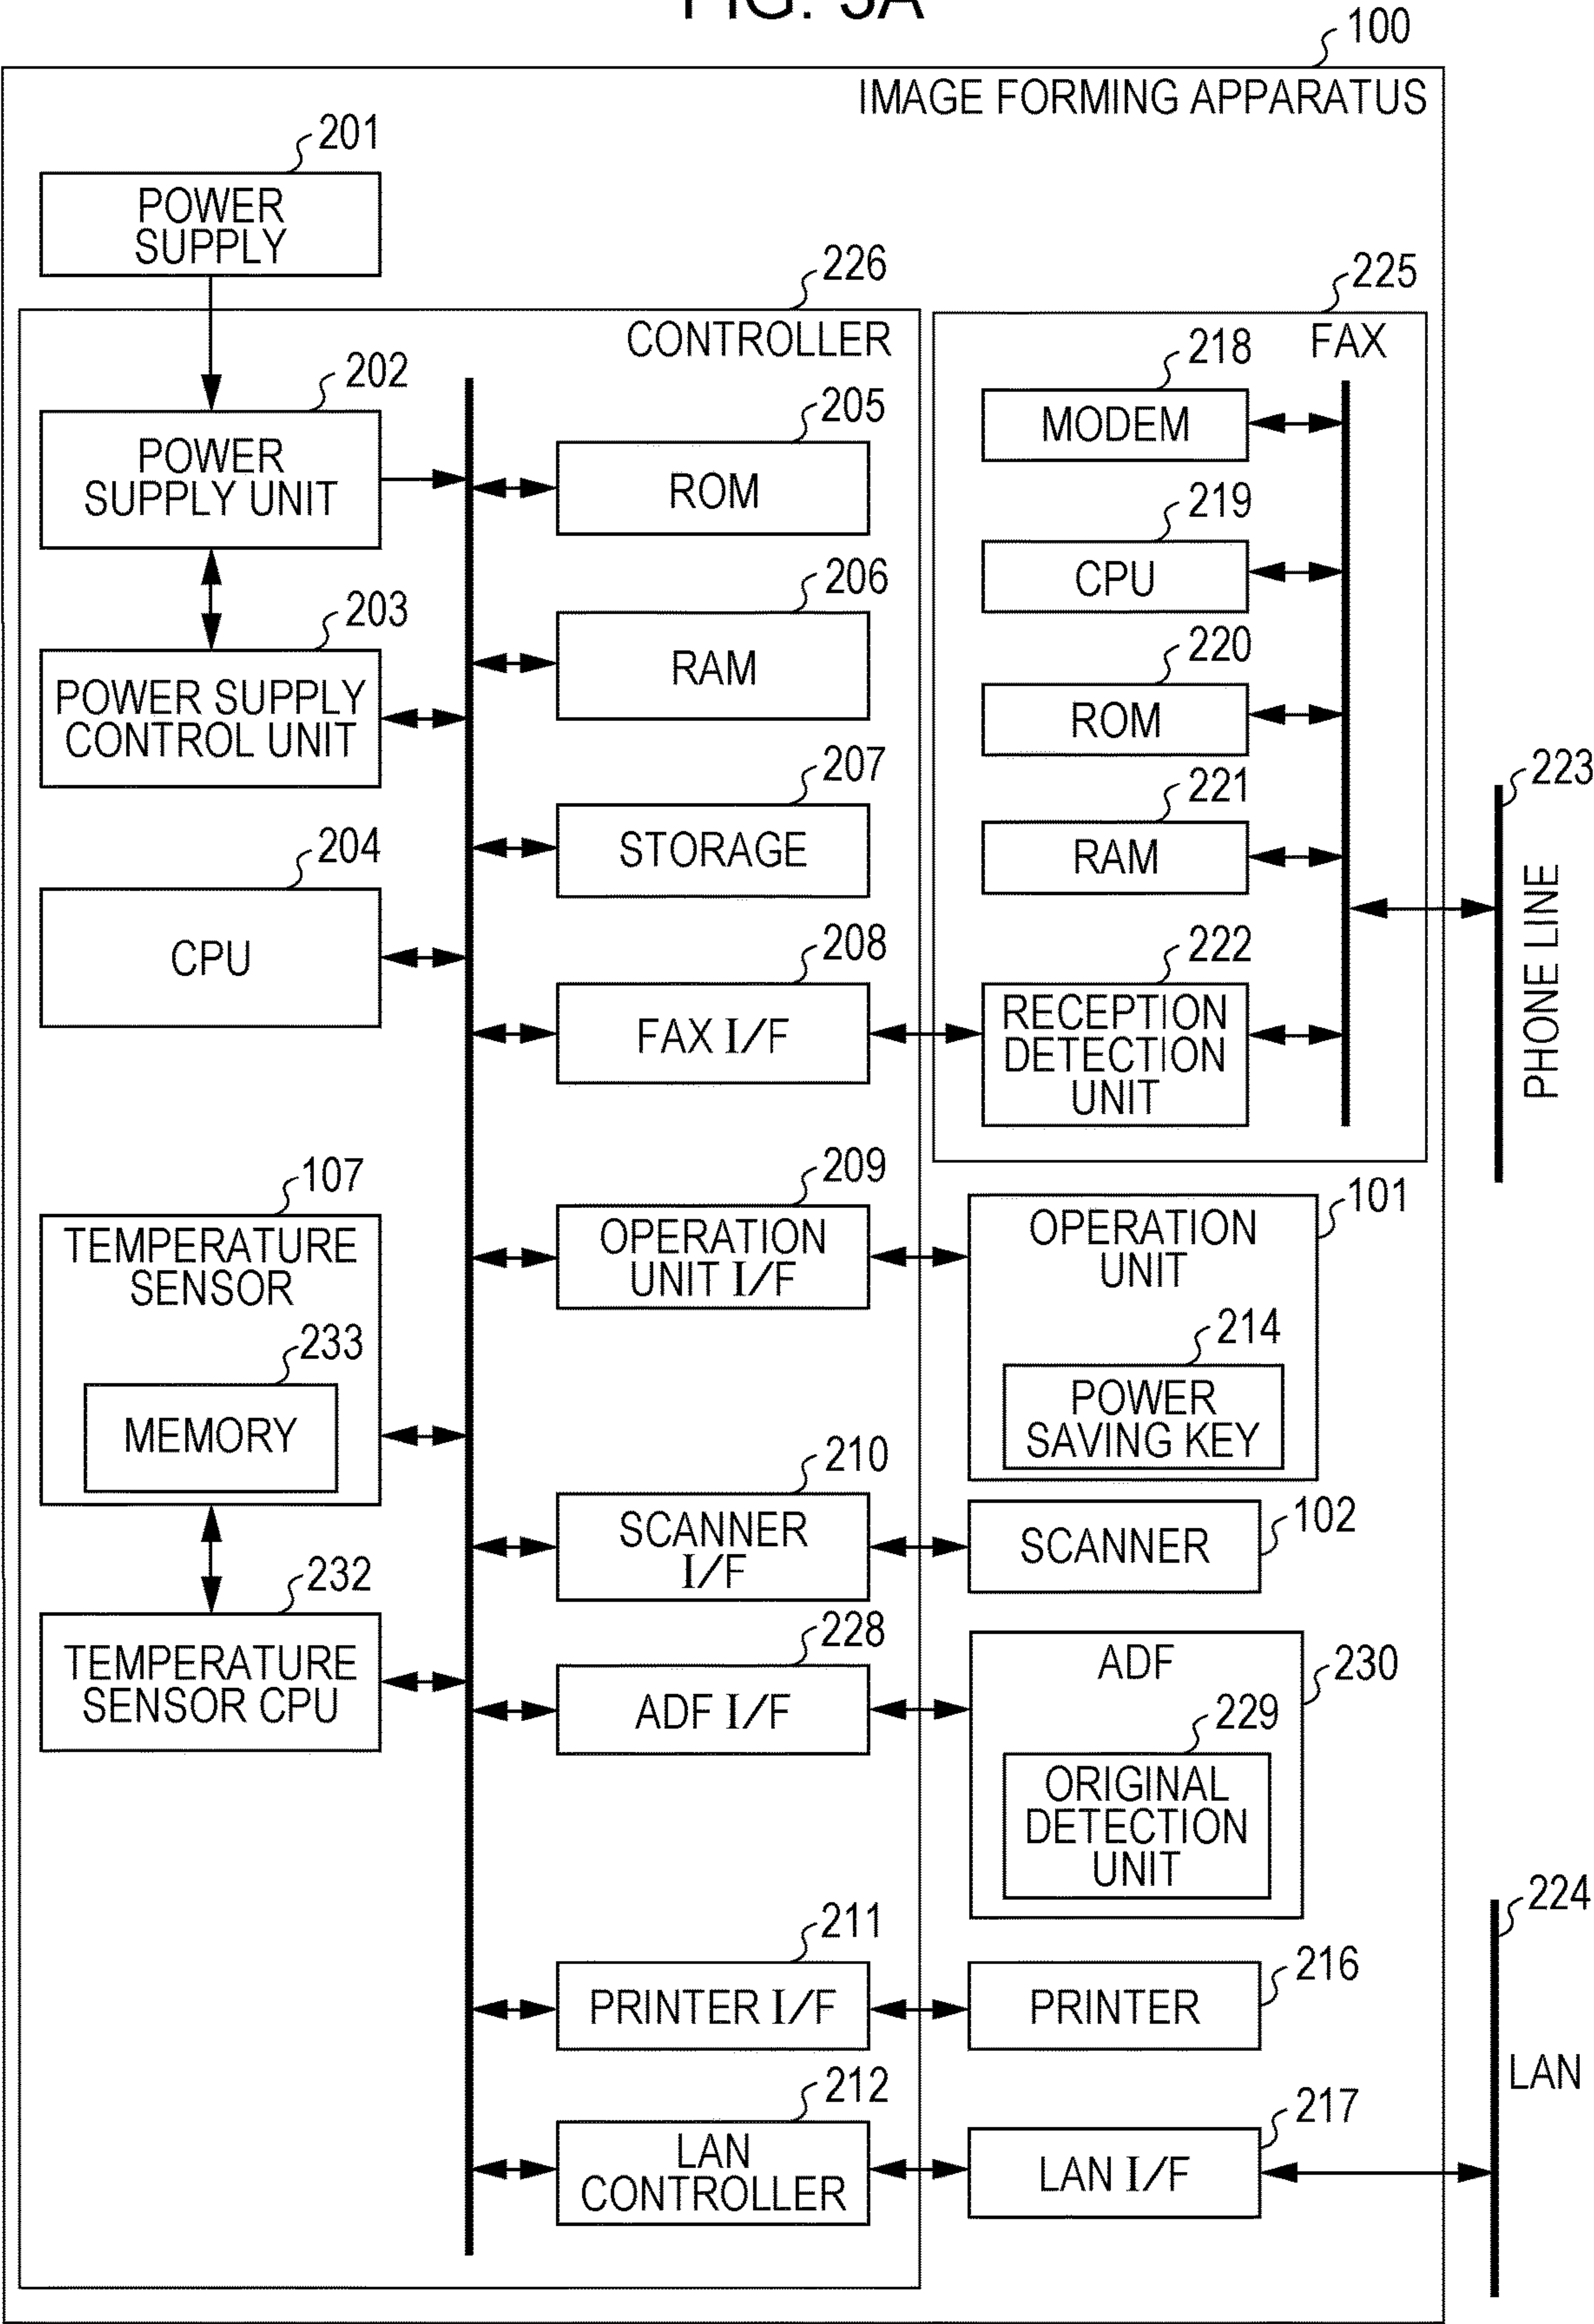 FIG. 3A
100
IMAGE FORMING APPARATUS
201
POWER
SUPPLY
226
CONTROLLER
202
POWER
SUPPLY UNIT
203
POWER SUPPLY
CONTROL UNIT
204
CPU
107
TEMPERATURE
SENSOR
233
MEMORY
232
TEMPERATURE
SENSOR CPU
205
ROM
206
RAM
207
STORAGE
208
FAX I/F
209
OPERATION
UNIT I/F
210
SCANNER
I/F
228
ADF I/F
211
PRINTER I/F
212
LAN
CONTROLLER
225
FAX
218
MODEM
219
CPU
220
ROM
221
RAM
222
RECEPTION
DETECTION
UNIT
223
PHONE LINE
101
OPERATION
UNIT
214
POWER
SAVING KEY
102
SCANNER
230
ADF
229
ORIGINAL
DETECTION
UNIT
216
PRINTER
217
LAN I/F
224
LAN